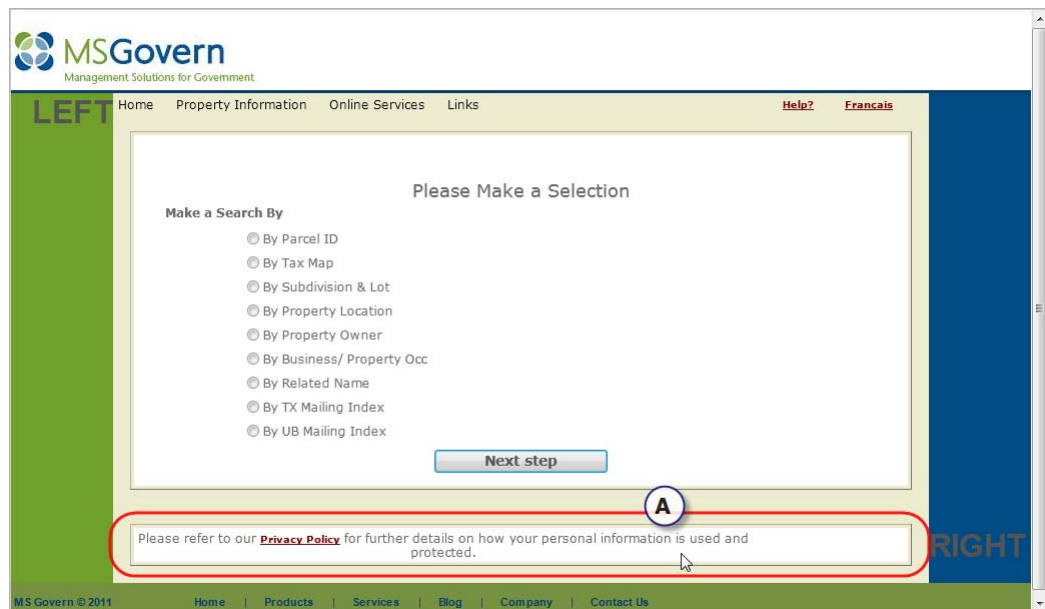 MSGovern
Management Solutions for Government
LEFT
Home Property Information Online Services Links Help? Français
Please Make a Selection
Make a Search By
By Parcel ID
By Tax Map
By Subdivision & Lot
By Property Location
By Property Owner
By Business/ Property Occ
By Related Name
By TX Mailing Index
By UB Mailing Index
Next step
A
Please refer to our Privacy Policy for further details on how your personal information is used and
protected.
RIGHT
MS Govern © 2011 Home | Products | Services | Blog | Company | Contact Us